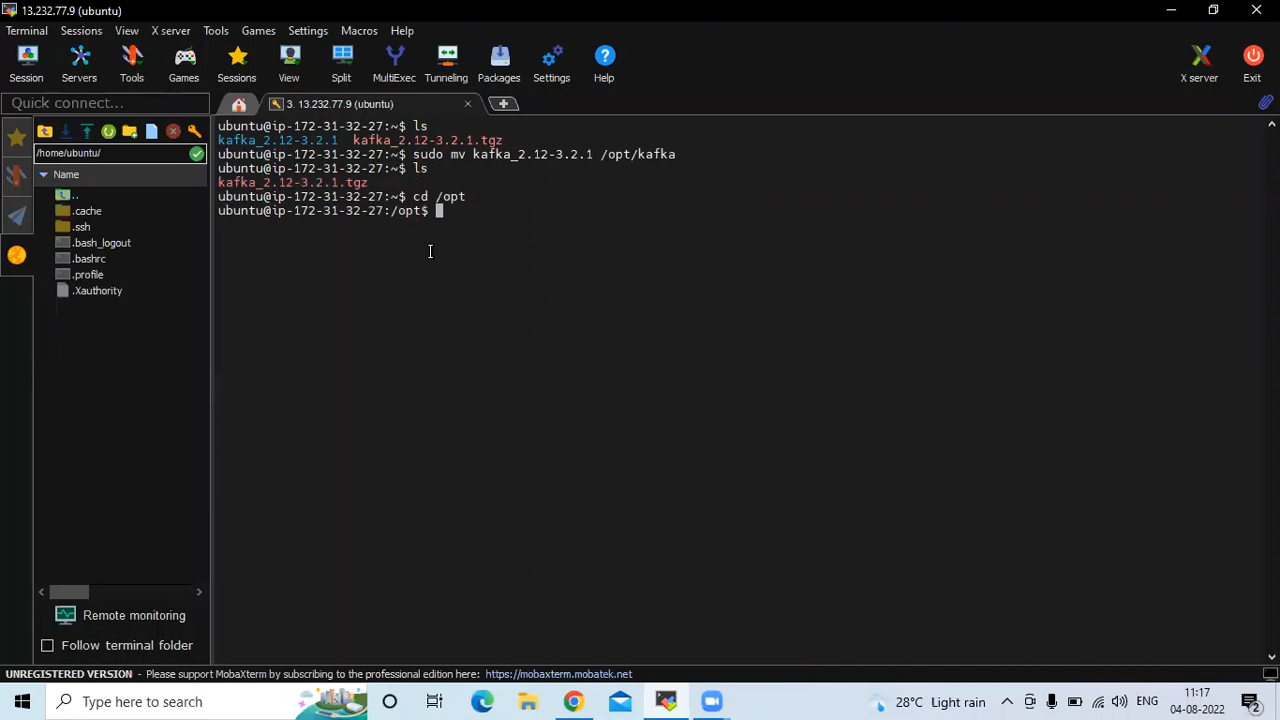 13.232.77.9 (ubuntu)
Terminal Sessions View X server Tools Games Settings Macros Help
Session Servers Tools Games Sessions View Split MultiExec Tunneling Packages Settings Help X server Exit
Quick connect...
3. 13.232.77.9 (ubuntu)
/home/ubuntu/
Name
..
.cache
.ssh
.bash_logout
.bashrc
.profile
.Xauthority
ubuntu@ip-172-31-32-27:~$ ls
kafka_2.12-3.2.1 kafka_2.12-3.2.1.tgz
ubuntu@ip-172-31-32-27:~$ sudo mv kafka_2.12-3.2.1 /opt/kafka
ubuntu@ip-172-31-32-27:~$ ls
kafka_2.12-3.2.1.tgz
ubuntu@ip-172-31-32-27:~$ cd /opt
ubuntu@ip-172-31-32-27:/opt$
Remote monitoring
Follow terminal folder
UNREGISTERED VERSION - Please support MobaXterm by subscribing to the professional edition here: https://mobaxterm.mobatek.net
Type here to search
28°C Light rain
ENG
11:17
04-08-2022
2